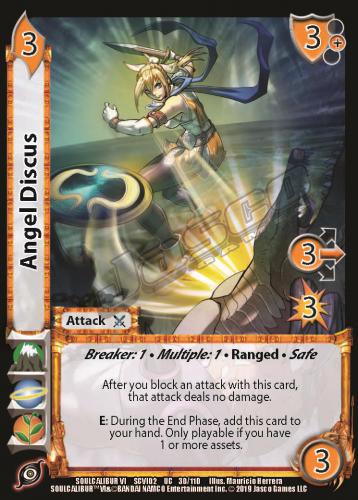 3
3
+
Angel Discus
JASCO
3
3
Attack
Breaker: 1 • Multiple: 1 • Ranged • Safe
After you block an attack with this card,
that attack deals no damage.
E: During the End Phase, add this card to
your hand. Only playable if you have
1 or more assets.
3
SOULCALIBUR VI SCVI02 UC 30/110 Illus. Mauricio Herrera
SOULCALIBUR™VI&©BANDAI NAMCO Entertainment Inc. ©2019 Jasco Games LLC